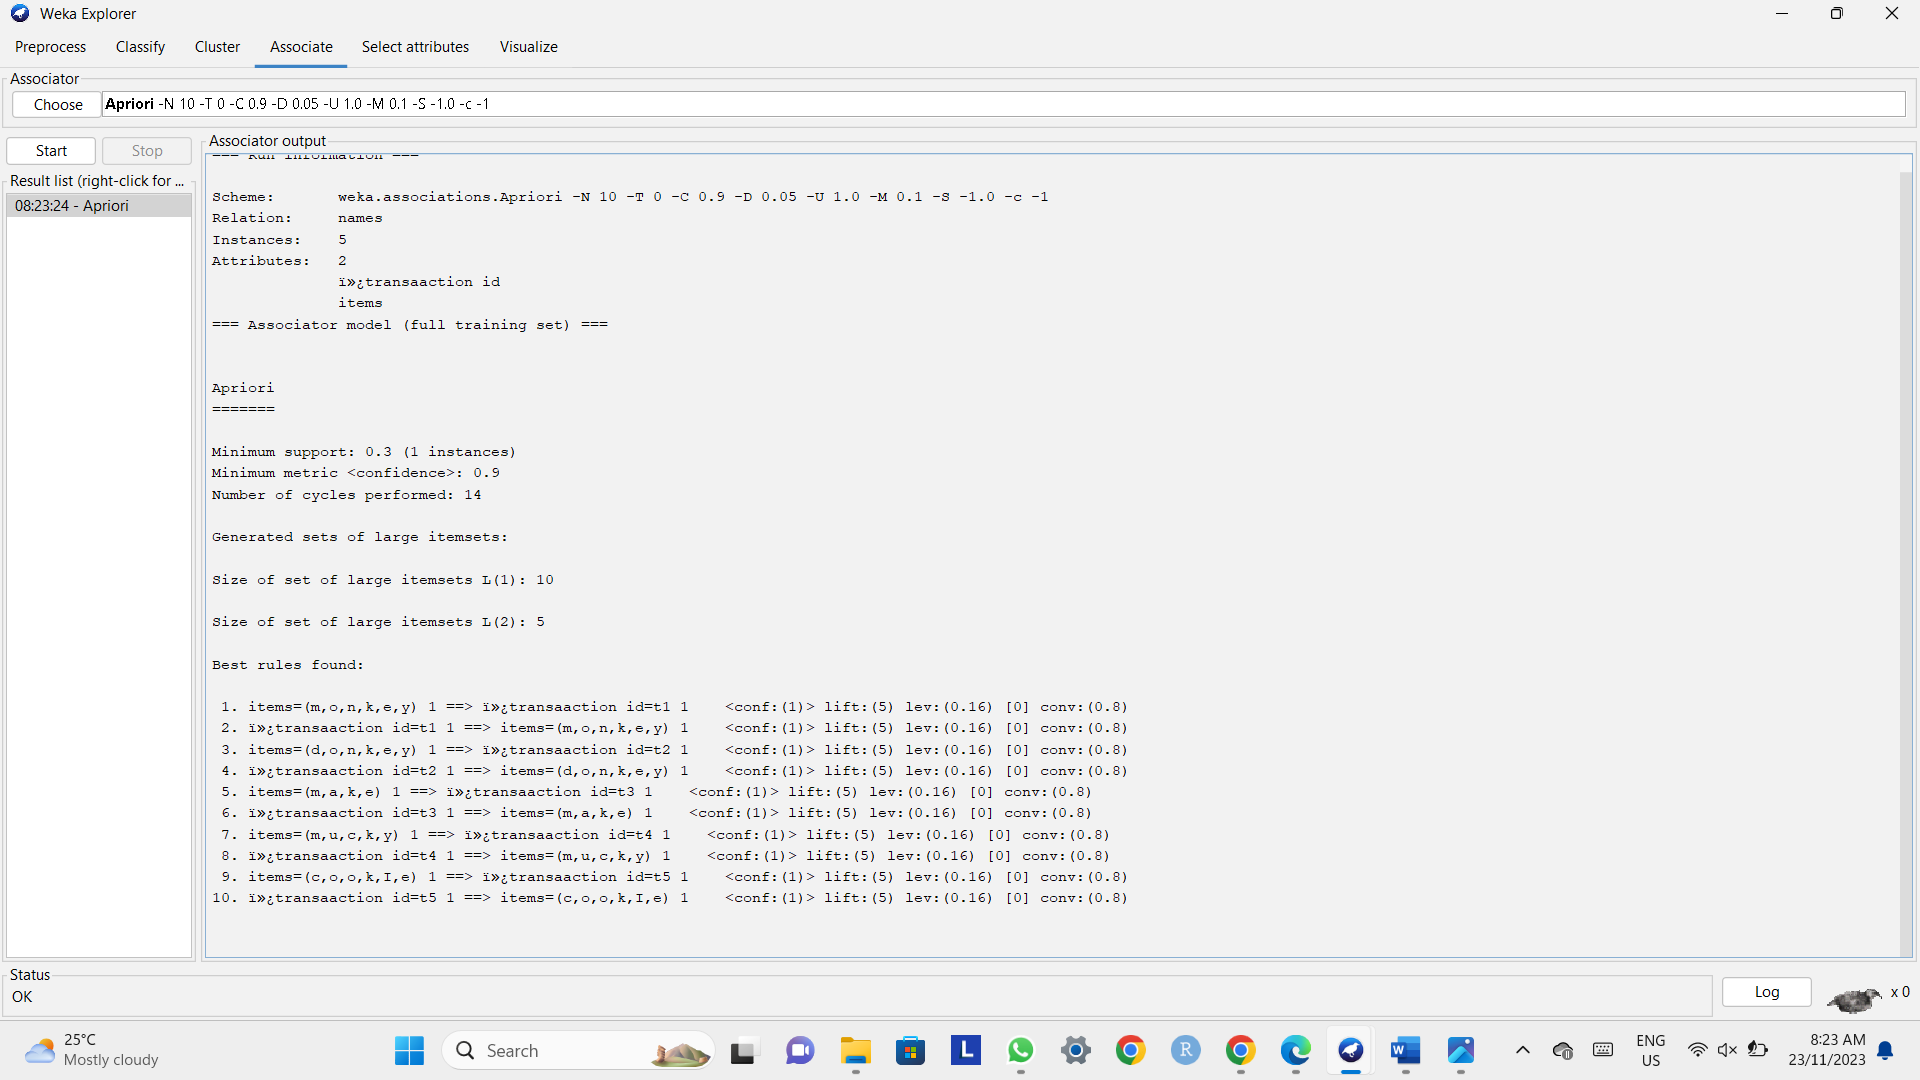 Weka Explorer
Preprocess Classify Cluster Associate Select attributes Visualize
Associator
Choose Apriori -N 10 -T 0 -C 0.9 -D 0.05 -U 1.0 -M 0.1 -S -1.0 -c -1
Start Stop
Result list (right-click for ...
08:23:24 - Apriori
Associator output
=== Run information ===
Scheme: weka.associations.Apriori -N 10 -T 0 -C 0.9 -D 0.05 -U 1.0 -M 0.1 -S -1.0 -c -1
Relation: names
Instances: 5
Attributes: 2
ï»¿transaaction id
items
=== Associator model (full training set) ===
Apriori
=======
Minimum support: 0.3 (1 instances)
Minimum metric <confidence>: 0.9
Number of cycles performed: 14
Generated sets of large itemsets:
Size of set of large itemsets L(1): 10
Size of set of large itemsets L(2): 5
Best rules found:
1. items=(m,o,n,k,e,y) 1 ==> ï»¿transaaction id=t1 1 <conf:(1)> lift:(5) lev:(0.16) [0] conv:(0.8)
2. ï»¿transaaction id=t1 1 ==> items=(m,o,n,k,e,y) 1 <conf:(1)> lift:(5) lev:(0.16) [0] conv:(0.8)
3. items=(d,o,n,k,e,y) 1 ==> ï»¿transaaction id=t2 1 <conf:(1)> lift:(5) lev:(0.16) [0] conv:(0.8)
4. ï»¿transaaction id=t2 1 ==> items=(d,o,n,k,e,y) 1 <conf:(1)> lift:(5) lev:(0.16) [0] conv:(0.8)
5. items=(m,a,k,e) 1 ==> ï»¿transaaction id=t3 1 <conf:(1)> lift:(5) lev:(0.16) [0] conv:(0.8)
6. ï»¿transaaction id=t3 1 ==> items=(m,a,k,e) 1 <conf:(1)> lift:(5) lev:(0.16) [0] conv:(0.8)
7. items=(m,u,c,k,y) 1 ==> ï»¿transaaction id=t4 1 <conf:(1)> lift:(5) lev:(0.16) [0] conv:(0.8)
8. ï»¿transaaction id=t4 1 ==> items=(m,u,c,k,y) 1 <conf:(1)> lift:(5) lev:(0.16) [0] conv:(0.8)
9. items=(c,o,o,k,I,e) 1 ==> ï»¿transaaction id=t5 1 <conf:(1)> lift:(5) lev:(0.16) [0] conv:(0.8)
10. ï»¿transaaction id=t5 1 ==> items=(c,o,o,k,I,e) 1 <conf:(1)> lift:(5) lev:(0.16) [0] conv:(0.8)
Status
OK
Log
x 0
25°C
Mostly cloudy
Search
L
R
W
ENG
US
8:23 AM
23/11/2023